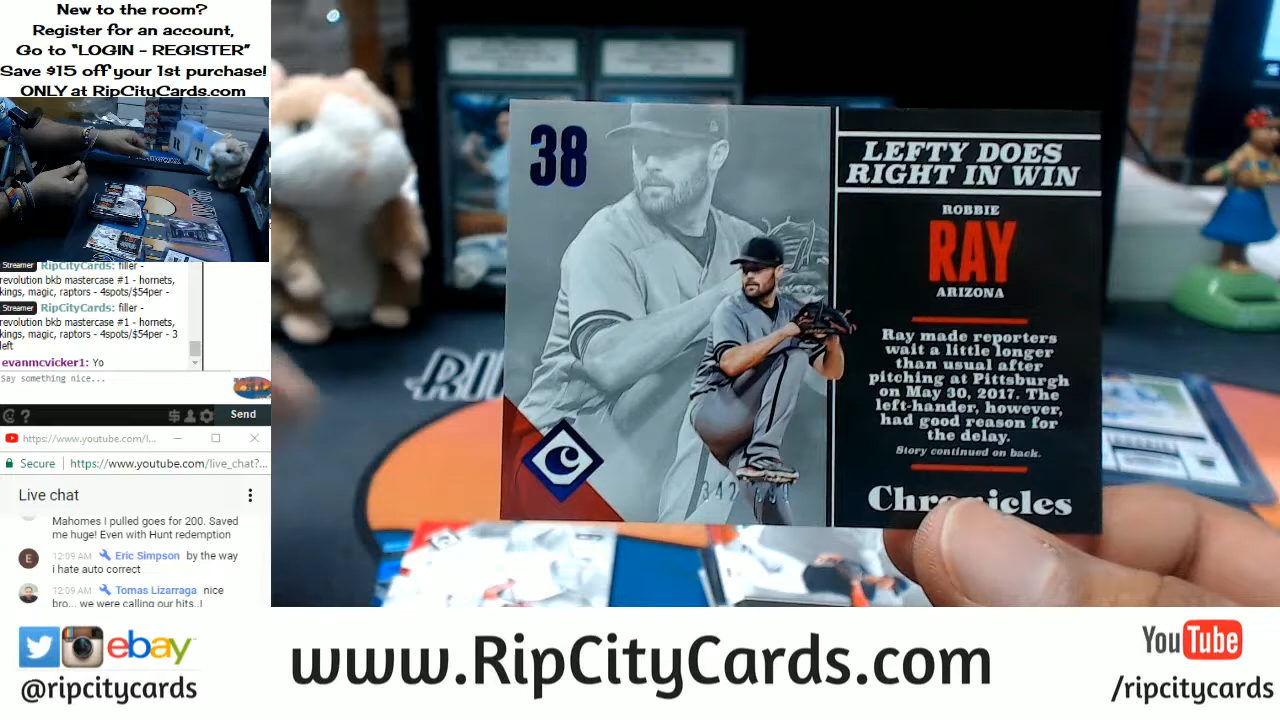 New to the room?
Register for an account,
Go to "LOGIN - REGISTER"
Save $15 off your 1st purchase!
ONLY at RipCityCards.com
Streamer RipCityCards: filler -
revolution bkb mastercase #1 - hornets,
kings, magic, raptors - 4spots/$54per -
Streamer RipCityCards: filler -
revolution bkb mastercase #1 - hornets,
kings, magic, raptors - 4spots/$54per - 3
left
evanmcvicker1: Yo
Say something nice...
Send
https://www.youtube.com/l...
Secure https://www.youtube.com/live_chat?...
Live chat
Mahomes I pulled goes for 200. Saved
me huge! Even with Hunt redemption
E 12:09 AM Eric Simpson by the way
i hate auto correct
12:09 AM Tomas Lizarraga nice
bro... we were calling our hits..!
38
LEFTY DOES
RIGHT IN WIN
ROBBIE
RAY
ARIZONA
Ray made reporters
wait a little longer
than usual after
pitching at Pittsburgh
on May 30, 2017. The
left-hander, however,
had good reason for
the delay.
Story continued on back.
Chronicles
C
ebay
@ripcitycards
www.RipCityCards.com
YouTube
/ripcitycards